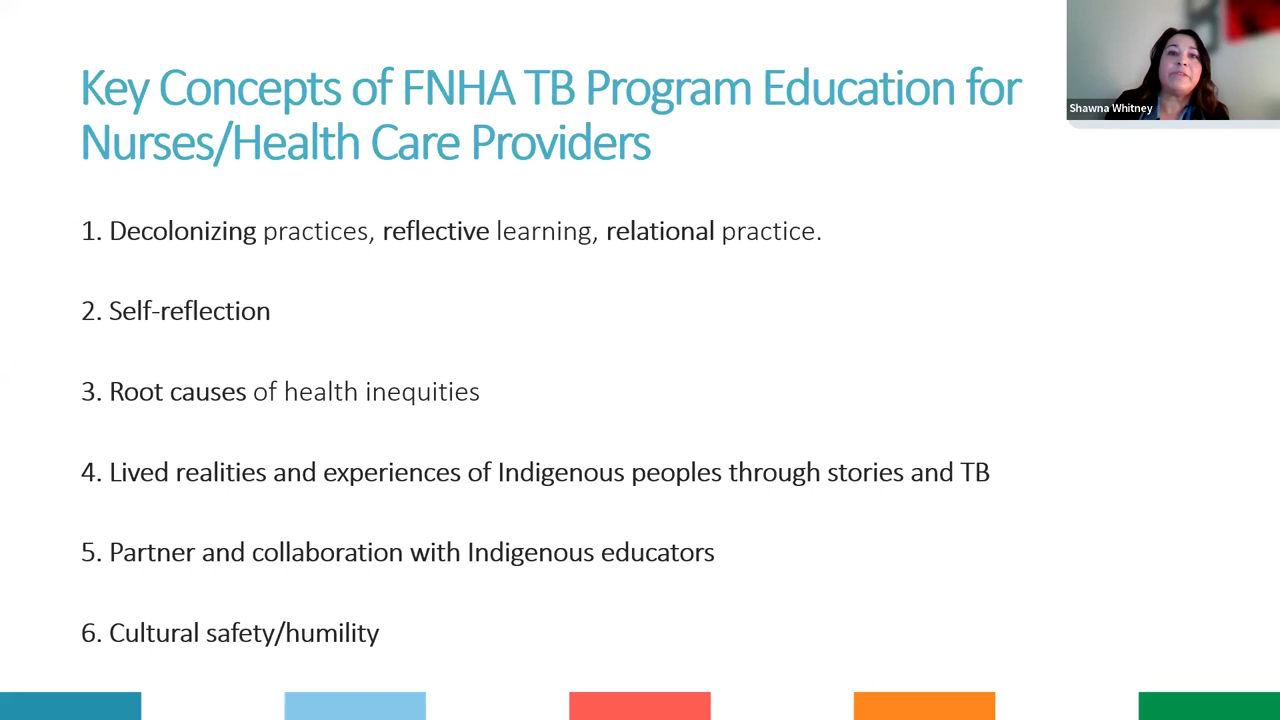 Key Concepts of FNHA TB Program Education for
Nurses/Health Care Providers
Shawna Whitney
1. Decolonizing practices, reflective learning, relational practice.
2. Self-reflection
3. Root causes of health inequities
4. Lived realities and experiences of Indigenous peoples through stories and TB
5. Partner and collaboration with Indigenous educators
6. Cultural safety/humility